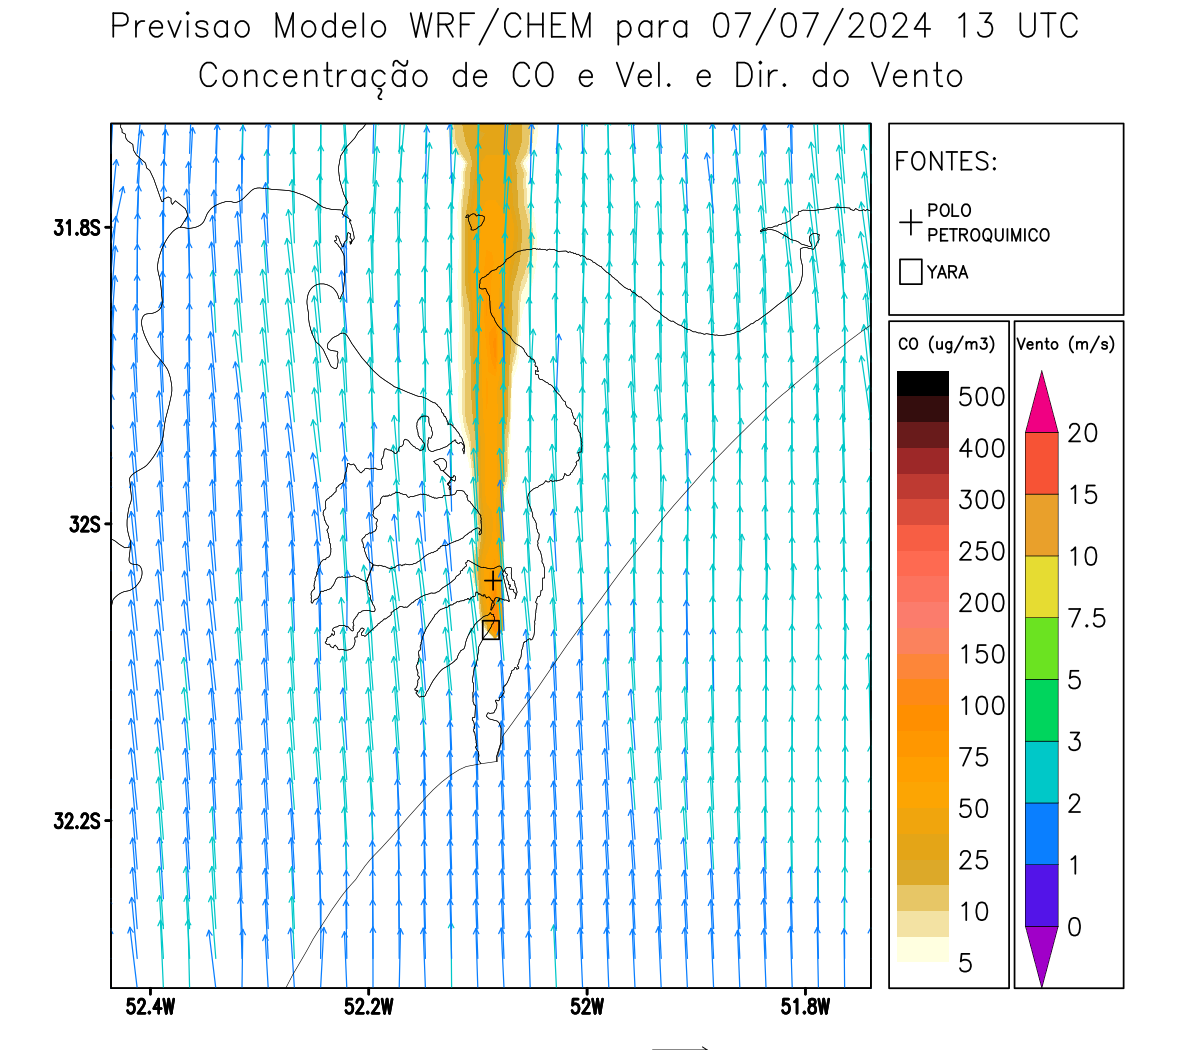 Previsao Modelo WRF/CHEM para 07/07/2024 13 UTC
Concentração de CO e Vel. e Dir. do Vento
FONTES:
POLO
PETROQUIMICO
YARA
31.8S
32S
32.2S
52.4W
52.2W
52W
51.8W
CO (ug/m3)
500
400
300
250
200
150
100
75
50
25
10
5
Vento (m/s)
20
15
10
7.5
5
3
2
1
0